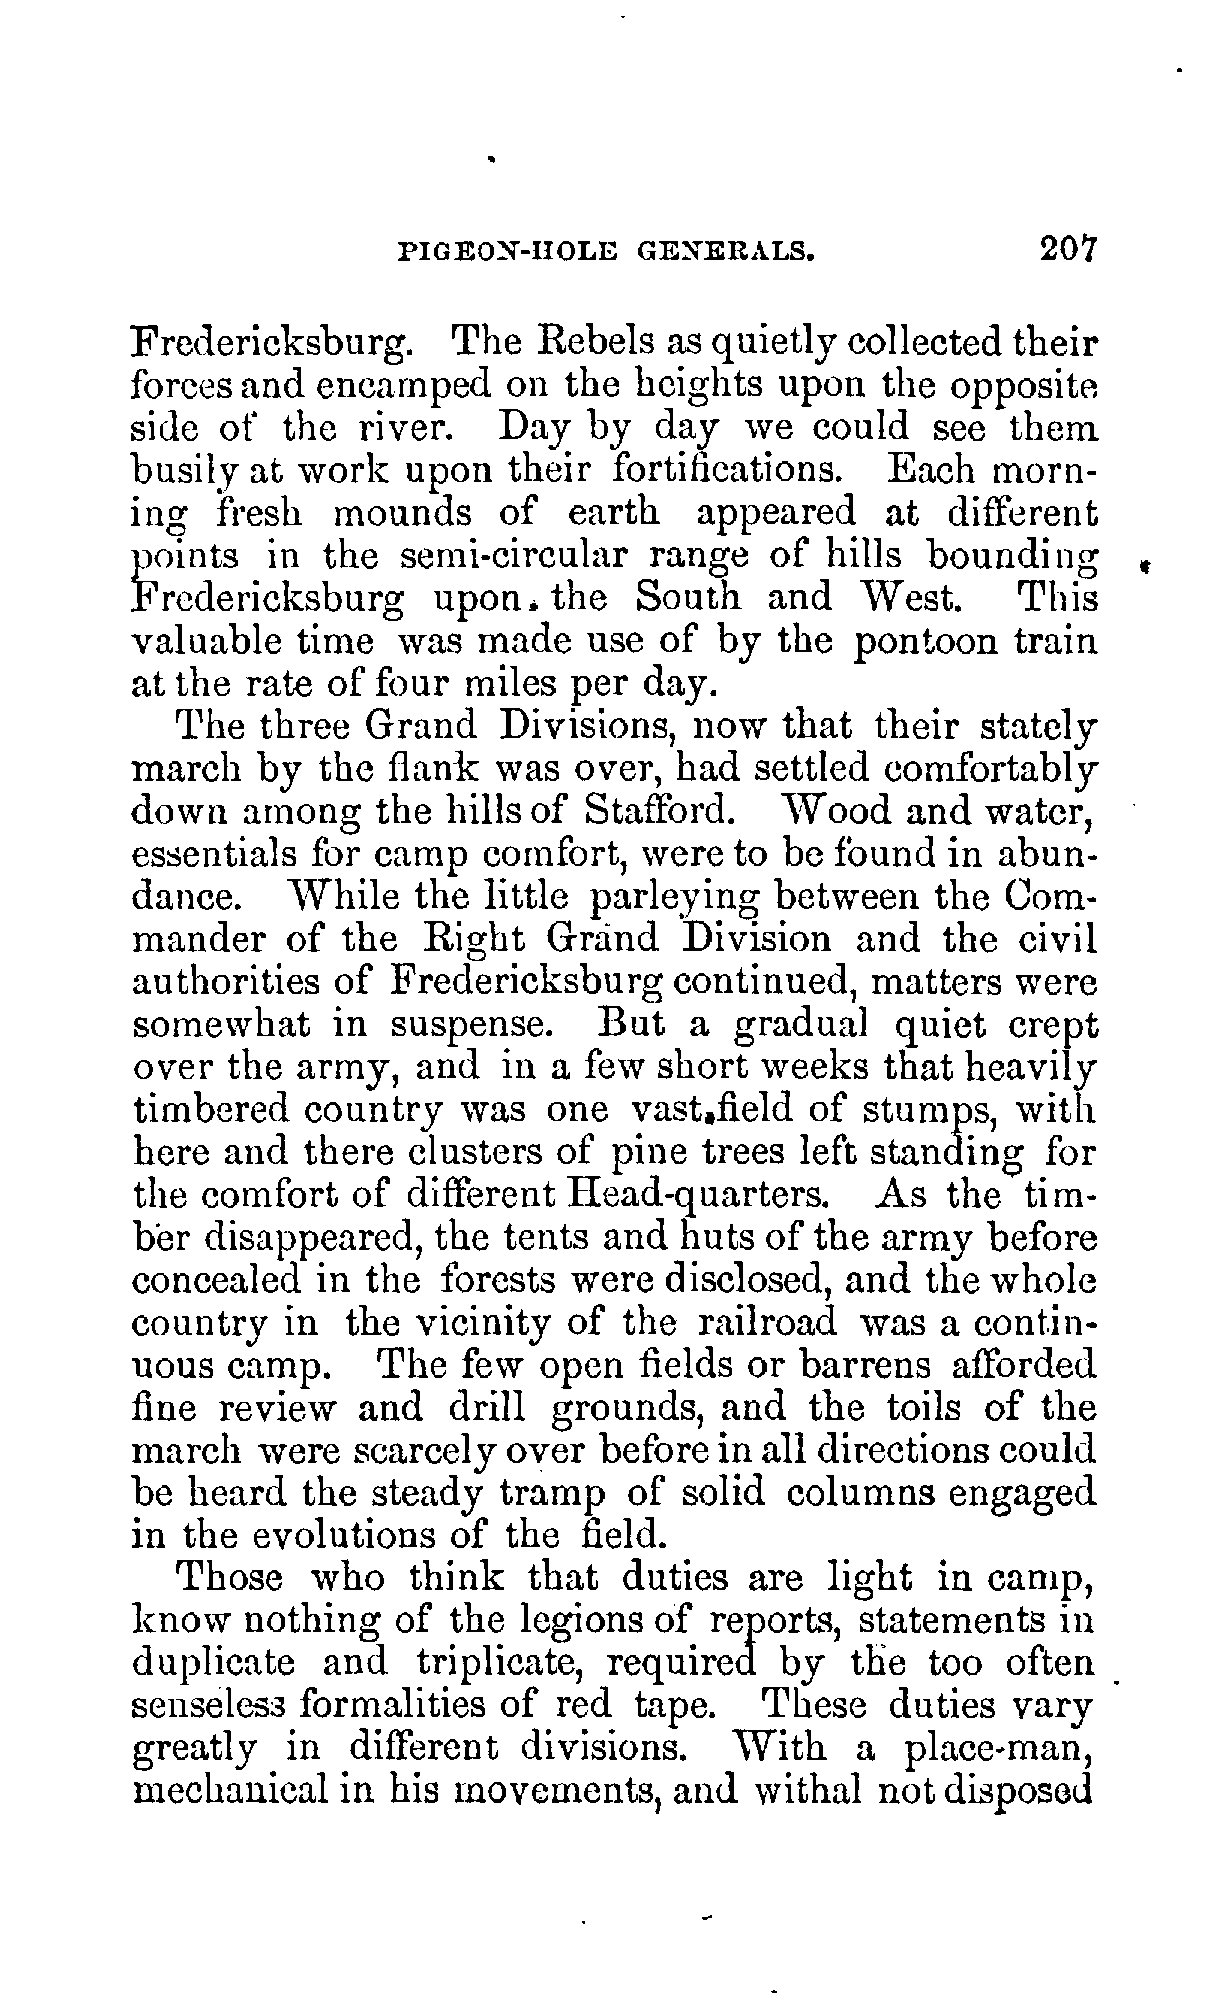 PIGEON-HOLE GENERALS. 207
Fredericksburg. The Rebels as quietly collected their
forces and encamped on the heights upon the opposite
side of the river. Day by day we could see them
busily at work upon their fortifications. Each morn-
ing fresh mounds of earth appeared at different
points in the semi-circular range of hills bounding
Fredericksburg upon the South and West. This
valuable time was made use of by the pontoon train
at the rate of four miles per day.
The three Grand Divisions, now that their stately
march by the flank was over, had settled comfortably
down among the hills of Stafford. Wood and water,
essentials for camp comfort, were to be found in abun-
dance. While the little parleying between the Com-
mander of the Right Grand Division and the civil
authorities of Fredericksburg continued, matters were
somewhat in suspense. But a gradual quiet crept
over the army, and in a few short weeks that heavily
timbered country was one vast field of stumps, with
here and there clusters of pine trees left standing for
the comfort of different Head-quarters. As the tim-
ber disappeared, the tents and huts of the army before
concealed in the forests were disclosed, and the whole
country in the vicinity of the railroad was a contin-
uous camp. The few open fields or barrens afforded
fine review and drill grounds, and the toils of the
march were scarcely over before in all directions could
be heard the steady tramp of solid columns engaged
in the evolutions of the field.
Those who think that duties are light in camp,
know nothing of the legions of reports, statements in
duplicate and triplicate, required by the too often
senseless formalities of red tape. These duties vary
greatly in different divisions. With a place-man,
mechanical in his movements, and withal not disposed